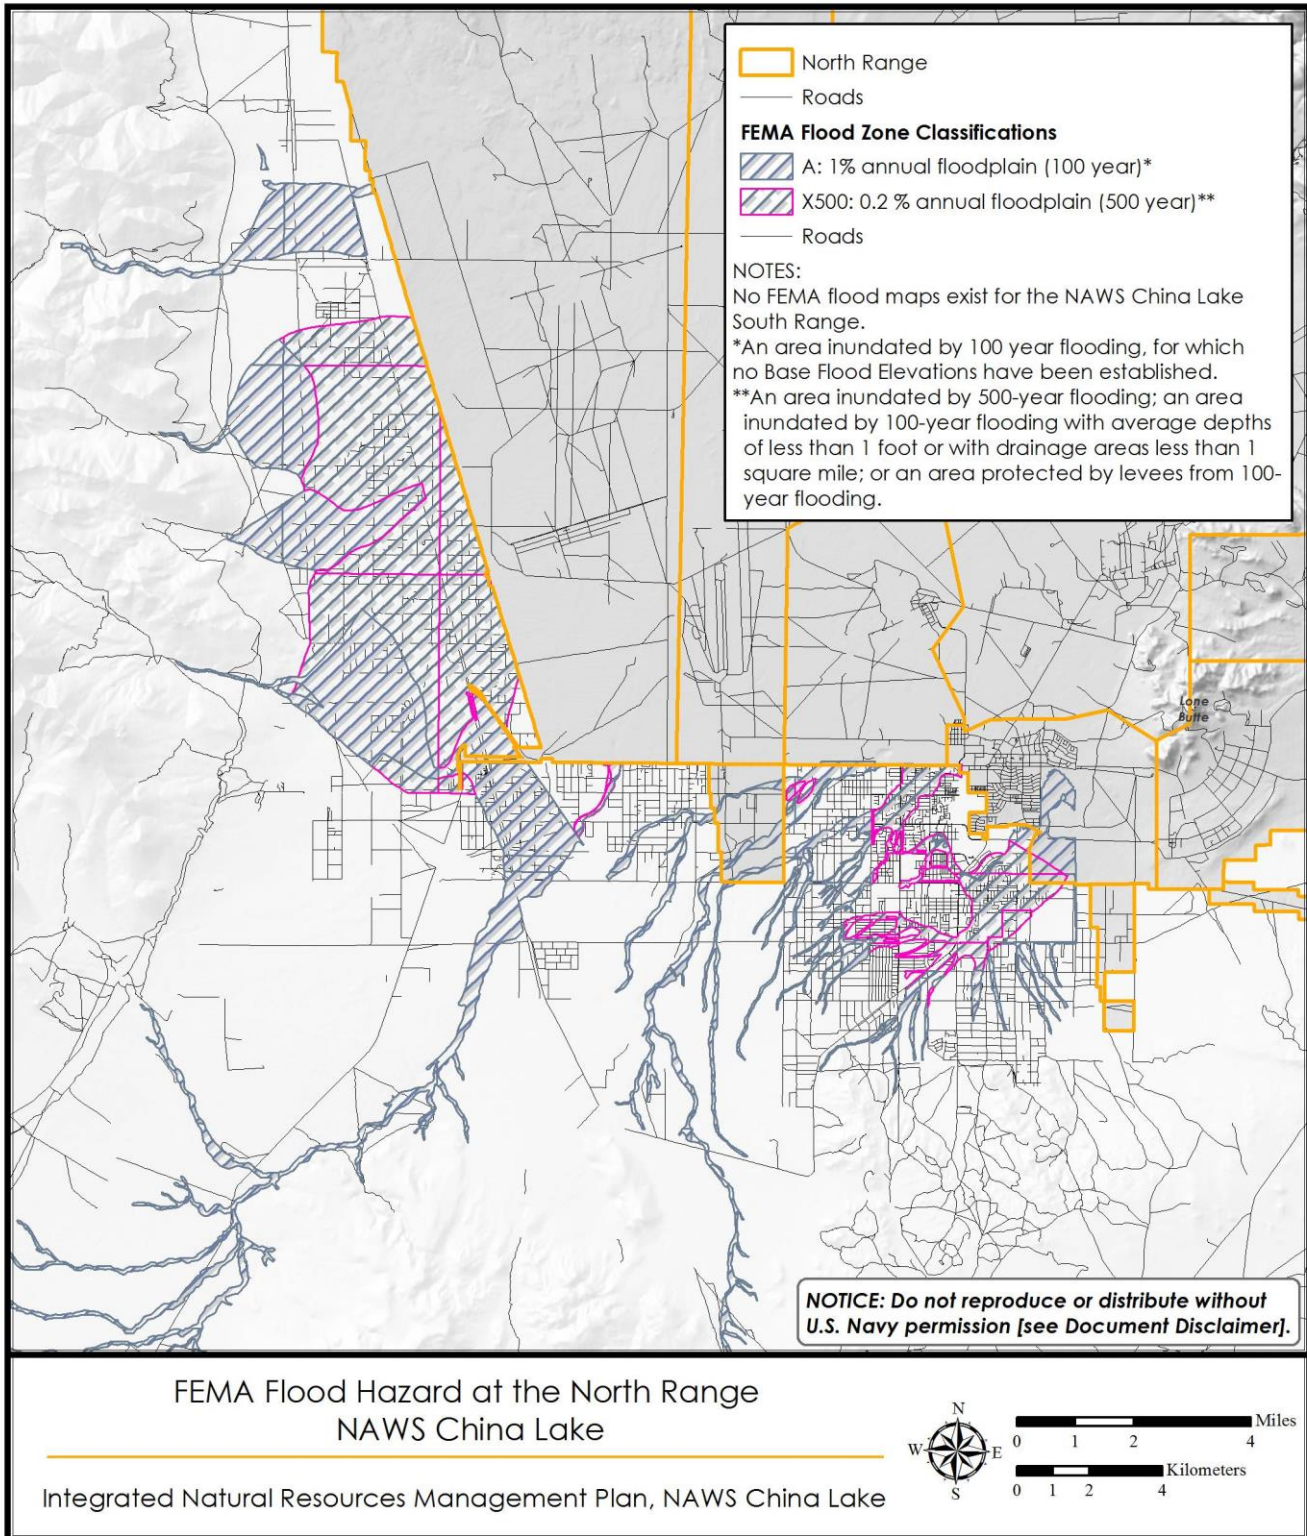 North Range
Roads
FEMA Flood Zone Classifications
A: 1% annual floodplain (100 year)*
X500: 0.2 % annual floodplain (500 year)**
Roads
NOTES:
No FEMA flood maps exist for the NAWS China Lake
South Range.
*An area inundated by 100 year flooding, for which
no Base Flood Elevations have been established.
**An area inundated by 500-year flooding; an area
inundated by 100-year flooding with average depths
of less than 1 foot or with drainage areas less than 1
square mile; or an area protected by levees from 100-
year flooding.
Lone
Butte
NOTICE: Do not reproduce or distribute without
U.S. Navy permission [see Document Disclaimer].
FEMA Flood Hazard at the North Range
NAWS China Lake
Integrated Natural Resources Management Plan, NAWS China Lake
N
W E
S
Miles
0 1 2 4
Kilometers
0 1 2 4